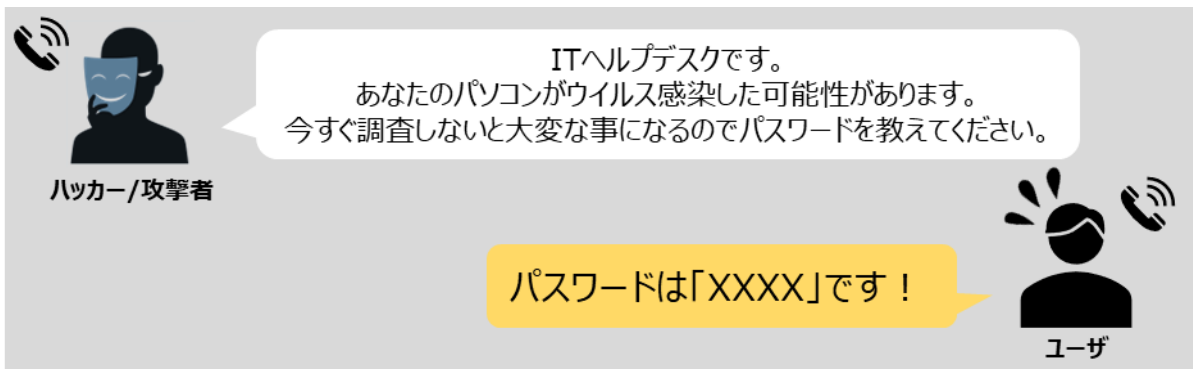 ITヘルプデスクです。
あなたのパソコンがウイルス感染した可能性があります。
今すぐ調査しないと大変な事になるのでパスワードを教えてください。
ハッカー/攻撃者
パスワードは「XXXX」です！
ユーザ